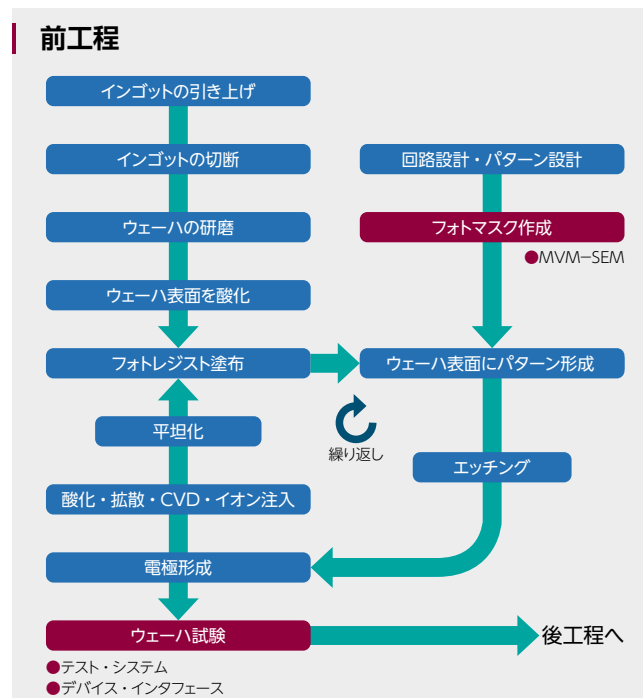 前工程
インゴットの引き上げ
インゴットの切断
ウェーハの研磨
ウェーハ表面を酸化
フォトレジスト塗布
回路設計・パターン設計
フォトマスク作成
●MVM−SEM
ウェーハ表面にパターン形成
繰り返し
エッチング
平坦化
酸化・拡散・CVD・イオン注入
電極形成
ウェーハ試験
●テスト・システム
●デバイス・インタフェース
後工程へ